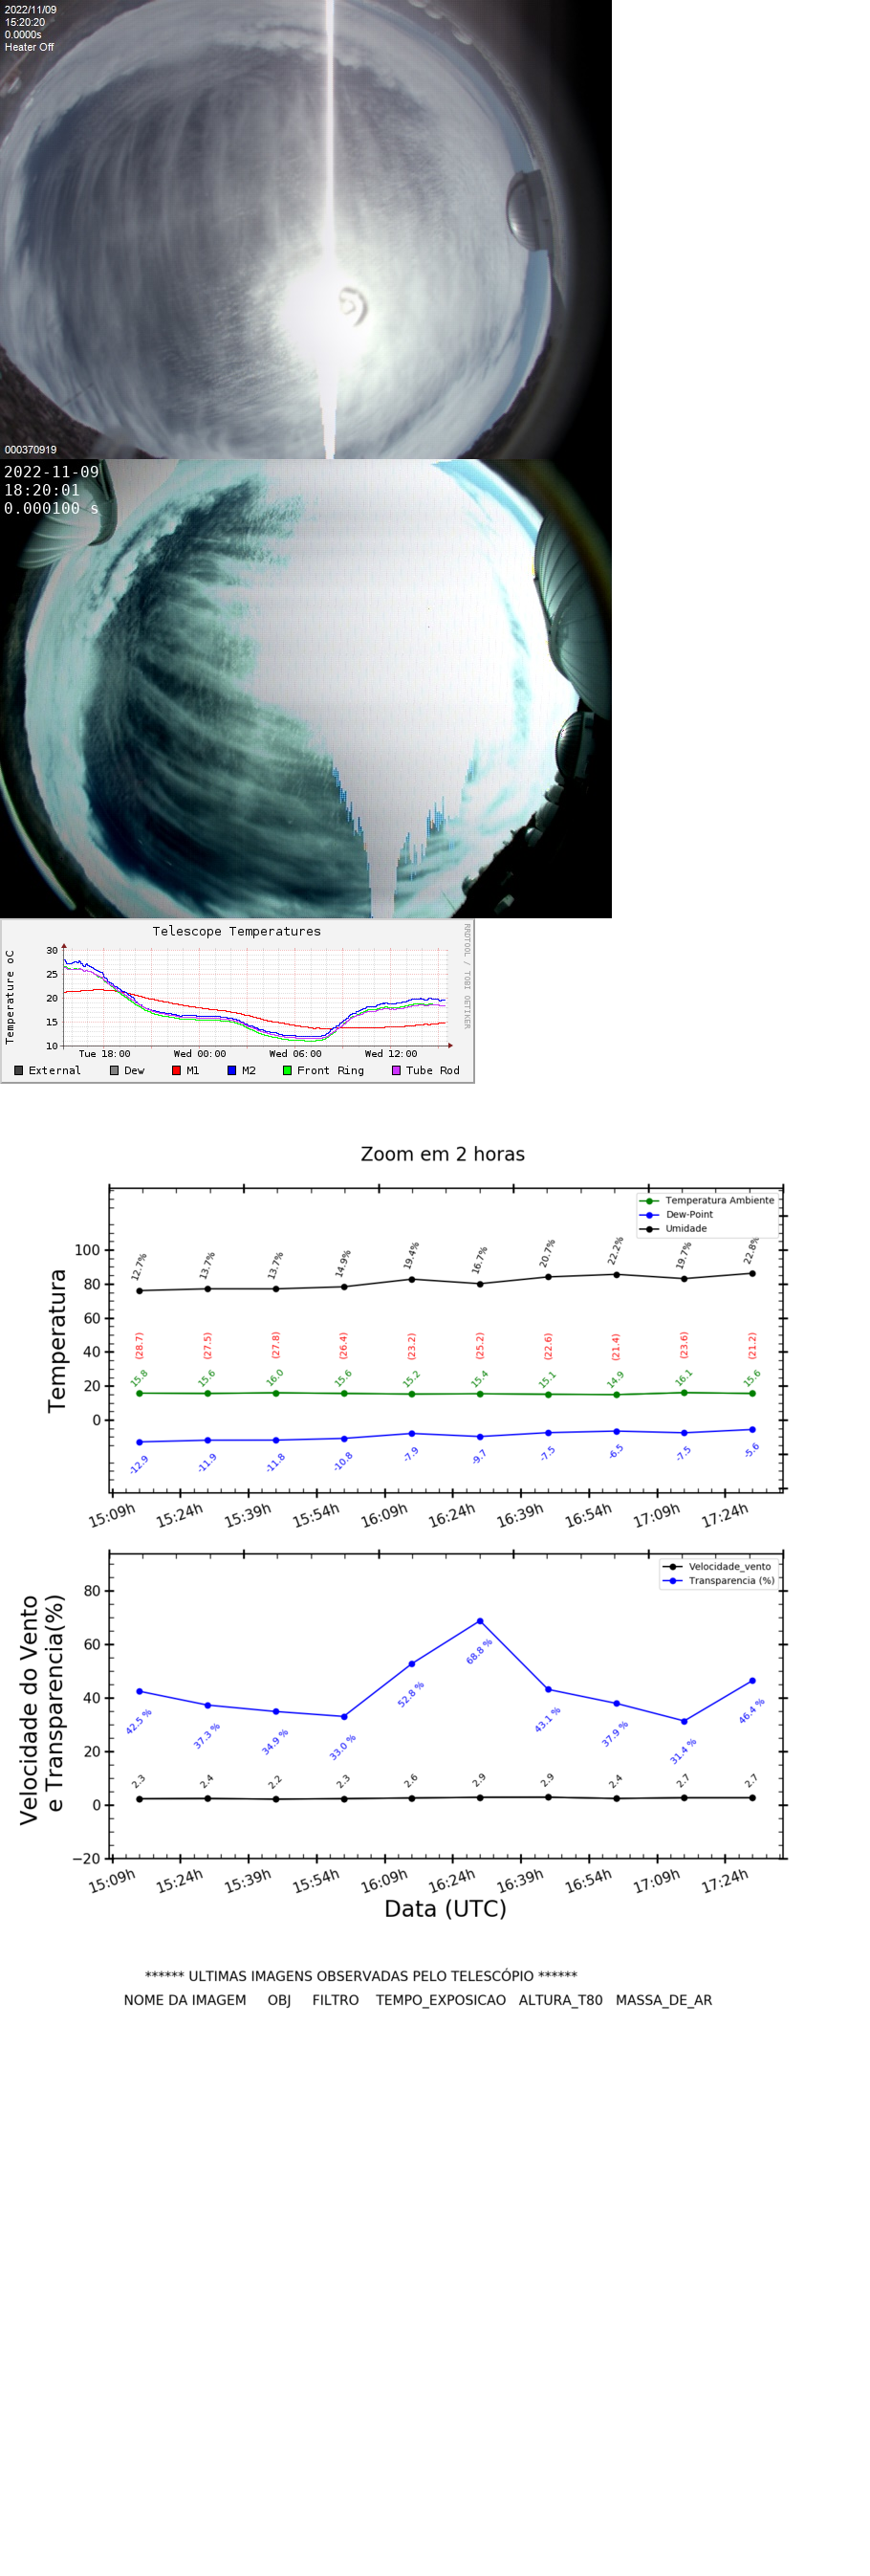 2022/11/09
15:20:20
0.0000s
Heater Off
000370919
2022-11-09
18:20:01
0.000100 s
Telescope Temperatures
RRDTOOL / TOBI OETIKER
Temperature oC
30
25
20
15
10
Tue 18:00 Wed 00:00 Wed 06:00 Wed 12:00
External Dew M1 M2 Front Ring Tube Rod
Zoom em 2 horas
Temperatura Ambiente
Dew-Point
Umidade
Temperatura
100
80
60
40
20
0
12.7% 13.7% 13.7% 14.9% 19.4% 16.7% 20.7% 22.2% 19.7% 22.8%
(28.7) (27.5) (27.8) (26.4) (23.2) (25.2) (22.6) (21.4) (23.6) (21.2)
15.8 15.6 16.0 15.6 15.2 15.4 15.1 14.9 16.1 15.6
-12.9 -11.9 -11.8 -10.8 -7.9 -9.7 -7.5 -6.5 -7.5 -5.6
15:09h 15:24h 15:39h 15:54h 16:09h 16:24h 16:39h 16:54h 17:09h 17:24h
Velocidade_vento
Transparencia (%)
Velocidade do Vento
e Transparencia(%)
80
60
40
20
0
−20
42.5 % 37.3 % 34.9 % 33.0 % 52.8 % 68.8 % 43.1 % 37.9 % 31.4 % 46.4 %
2.3 2.4 2.2 2.3 2.6 2.9 2.9 2.4 2.7 2.7
15:09h 15:24h 15:39h 15:54h 16:09h 16:24h 16:39h 16:54h 17:09h 17:24h
Data (UTC)
****** ULTIMAS IMAGENS OBSERVADAS PELO TELESCÓPIO ******
NOME DA IMAGEM OBJ FILTRO TEMPO_EXPOSICAO ALTURA_T80 MASSA_DE_AR